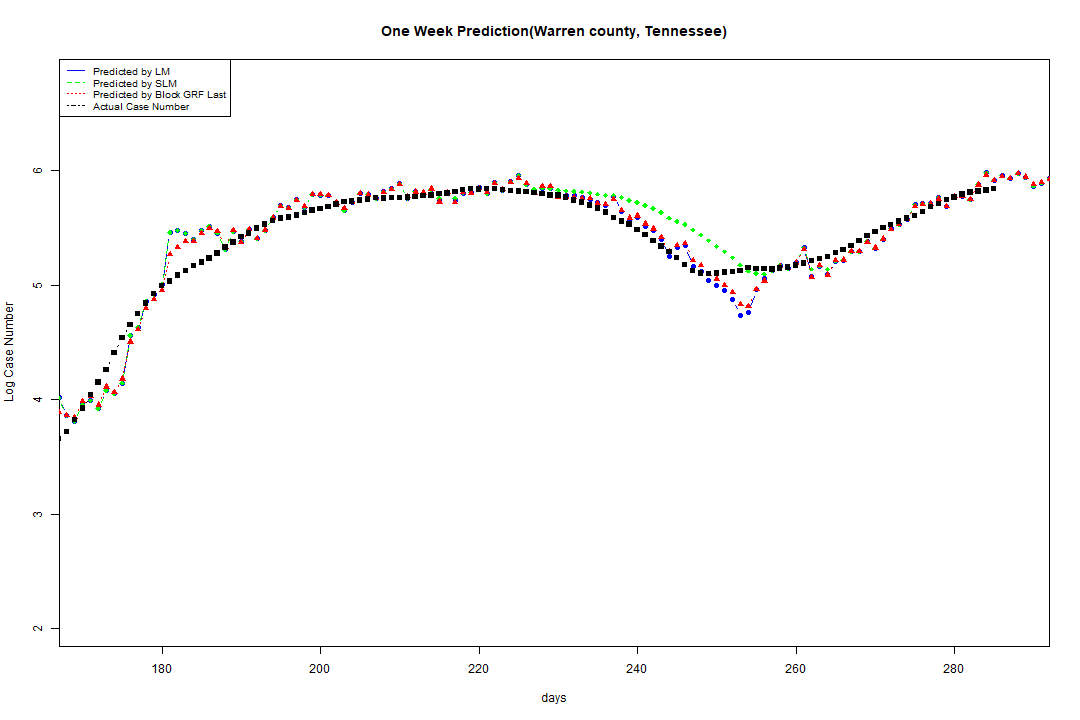 One Week Prediction(Warren county, Tennessee)
Predicted by LM
Predicted by SLM
Predicted by Block GRF Last
Actual Case Number
6
5
4
3
2
Log Case Number
180 200 220 240 260 280
days